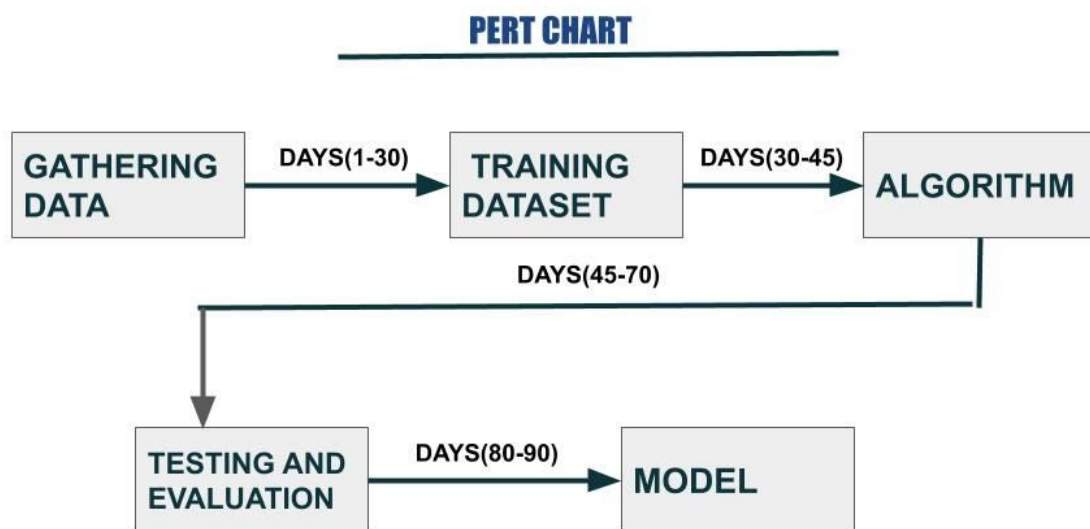 PERT CHART
GATHERING
DATA
DAYS(1-30)
TRAINING
DATASET
DAYS(30-45)
ALGORITHM
DAYS(45-70)
TESTING AND
EVALUATION
DAYS(80-90)
MODEL